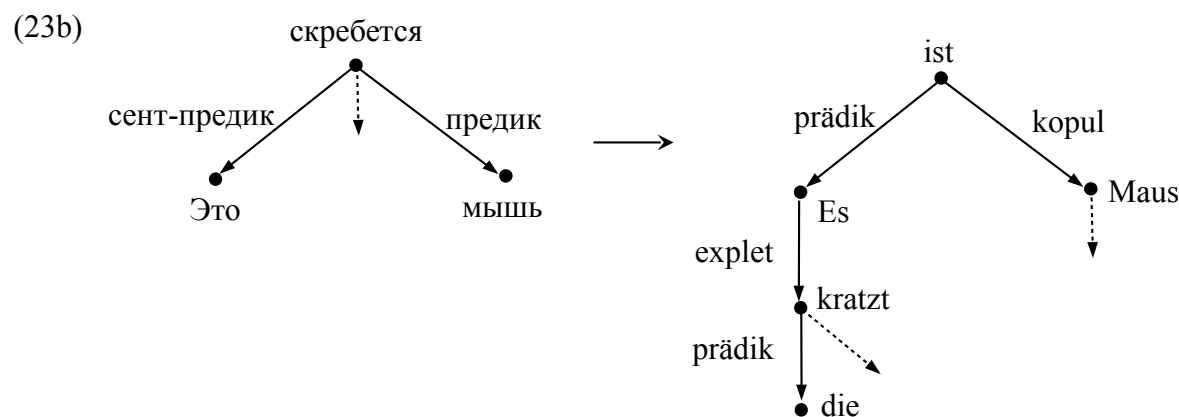 (23b)
скребется
ist
сент-предик
предик
prädik
kopul
Это
мышь
Es
Maus
explet
kratzt
prädik
die